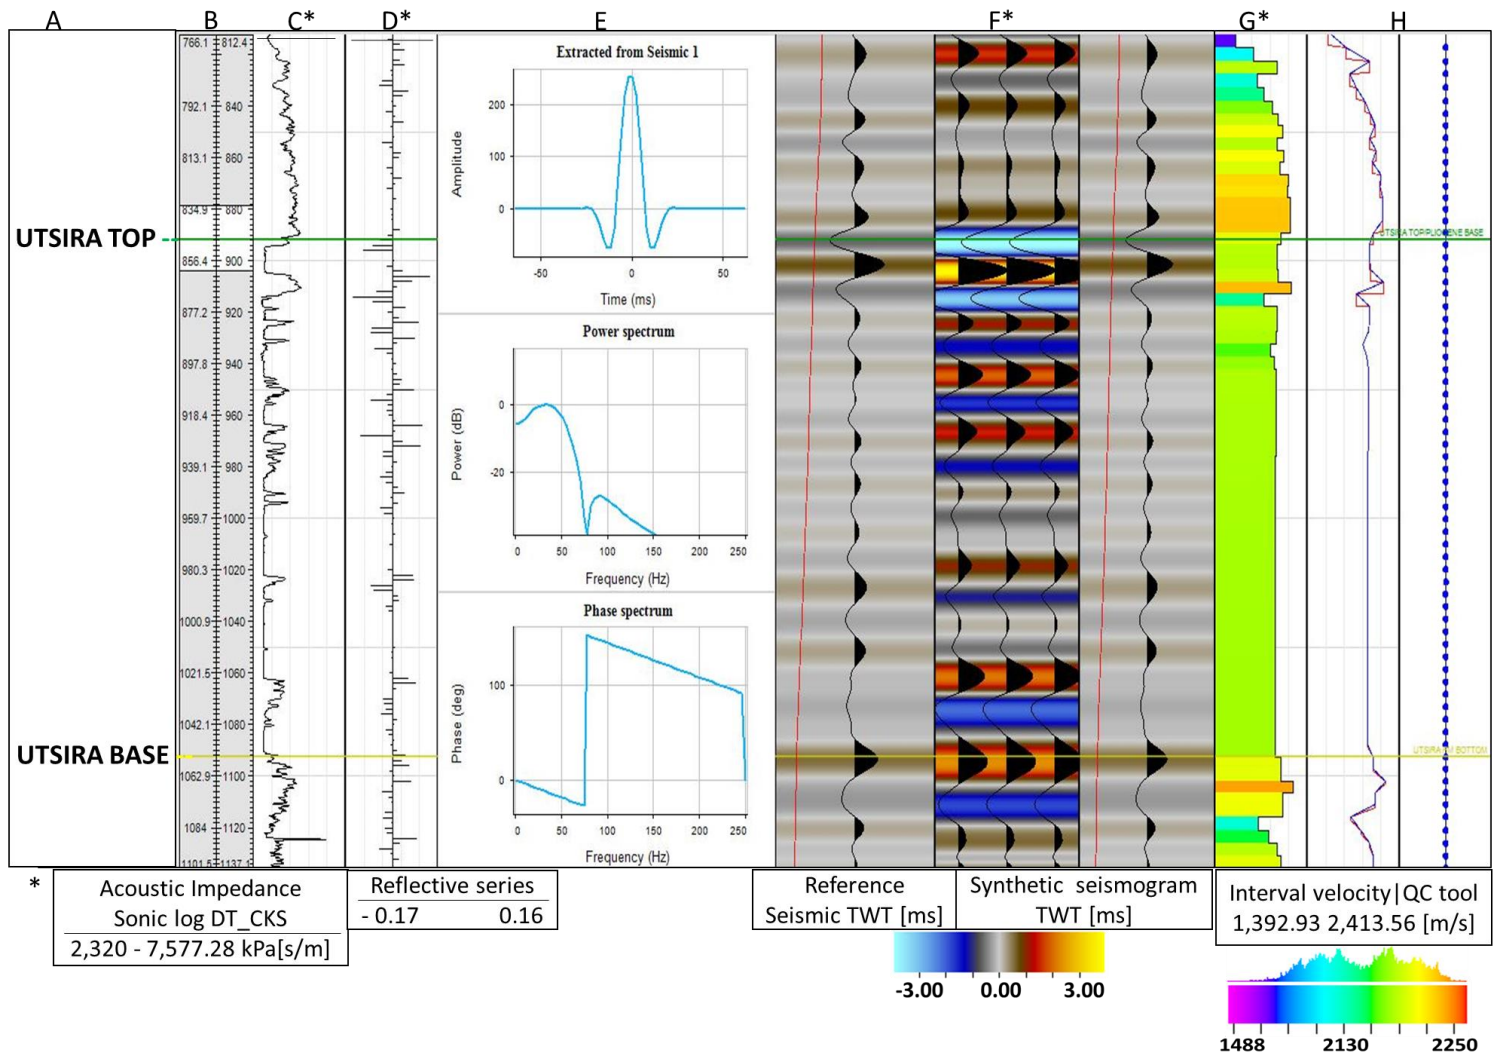 A B C* D* E F* G* H
UTSIRA TOP
UTSIRA BASE
766.1 812.4
792.1 840
813.1 860
834.9 880
856.4 900
877.2 920
897.8 940
918.4 960
939.1 980
959.7 1000
980.3 1020
1000.9 1040
1021.5 1060
1042.1 1080
1062.9 1100
1084 1120
1101.5 1137.1
Extracted from Seismic 1
Amplitude
200
100
0
-50 0 50
Time (ms)
Power spectrum
Power (dB)
0
-20
0 50 100 150 200 250
Frequency (Hz)
Phase spectrum
Phase (deg)
100
0
0 50 100 150 200 250
Frequency (Hz)
* Acoustic Impedance
Sonic log DT_CKS
2,320 - 7,577.28 kPa[s/m]
Reflective series
- 0.17 0.16
Reference
Seismic TWT [ms]
Synthetic seismogram
TWT [ms]
Interval velocity|QC tool
1,392.93 2,413.56 [m/s]
-3.00 0.00 3.00
1488 2130 2250